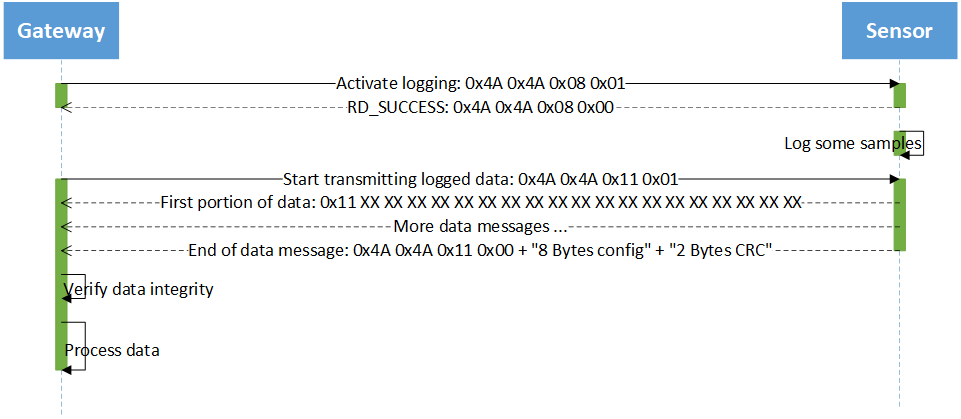 Gateway
Sensor
Activate logging: 0x4A 0x4A 0x08 0x01
RD_SUCCESS: 0x4A 0x4A 0x08 0x00
Log some samples
Start transmitting logged data: 0x4A 0x4A 0x11 0x01
First portion of data: 0x11 XX XX XX XX XX XX XX XX XX XX XX XX XX XX XX XX XX XX XX
More data messages ...
End of data message: 0x4A 0x4A 0x11 0x00 + "8 Bytes config" + "2 Bytes CRC"
Verify data integrity
Process data